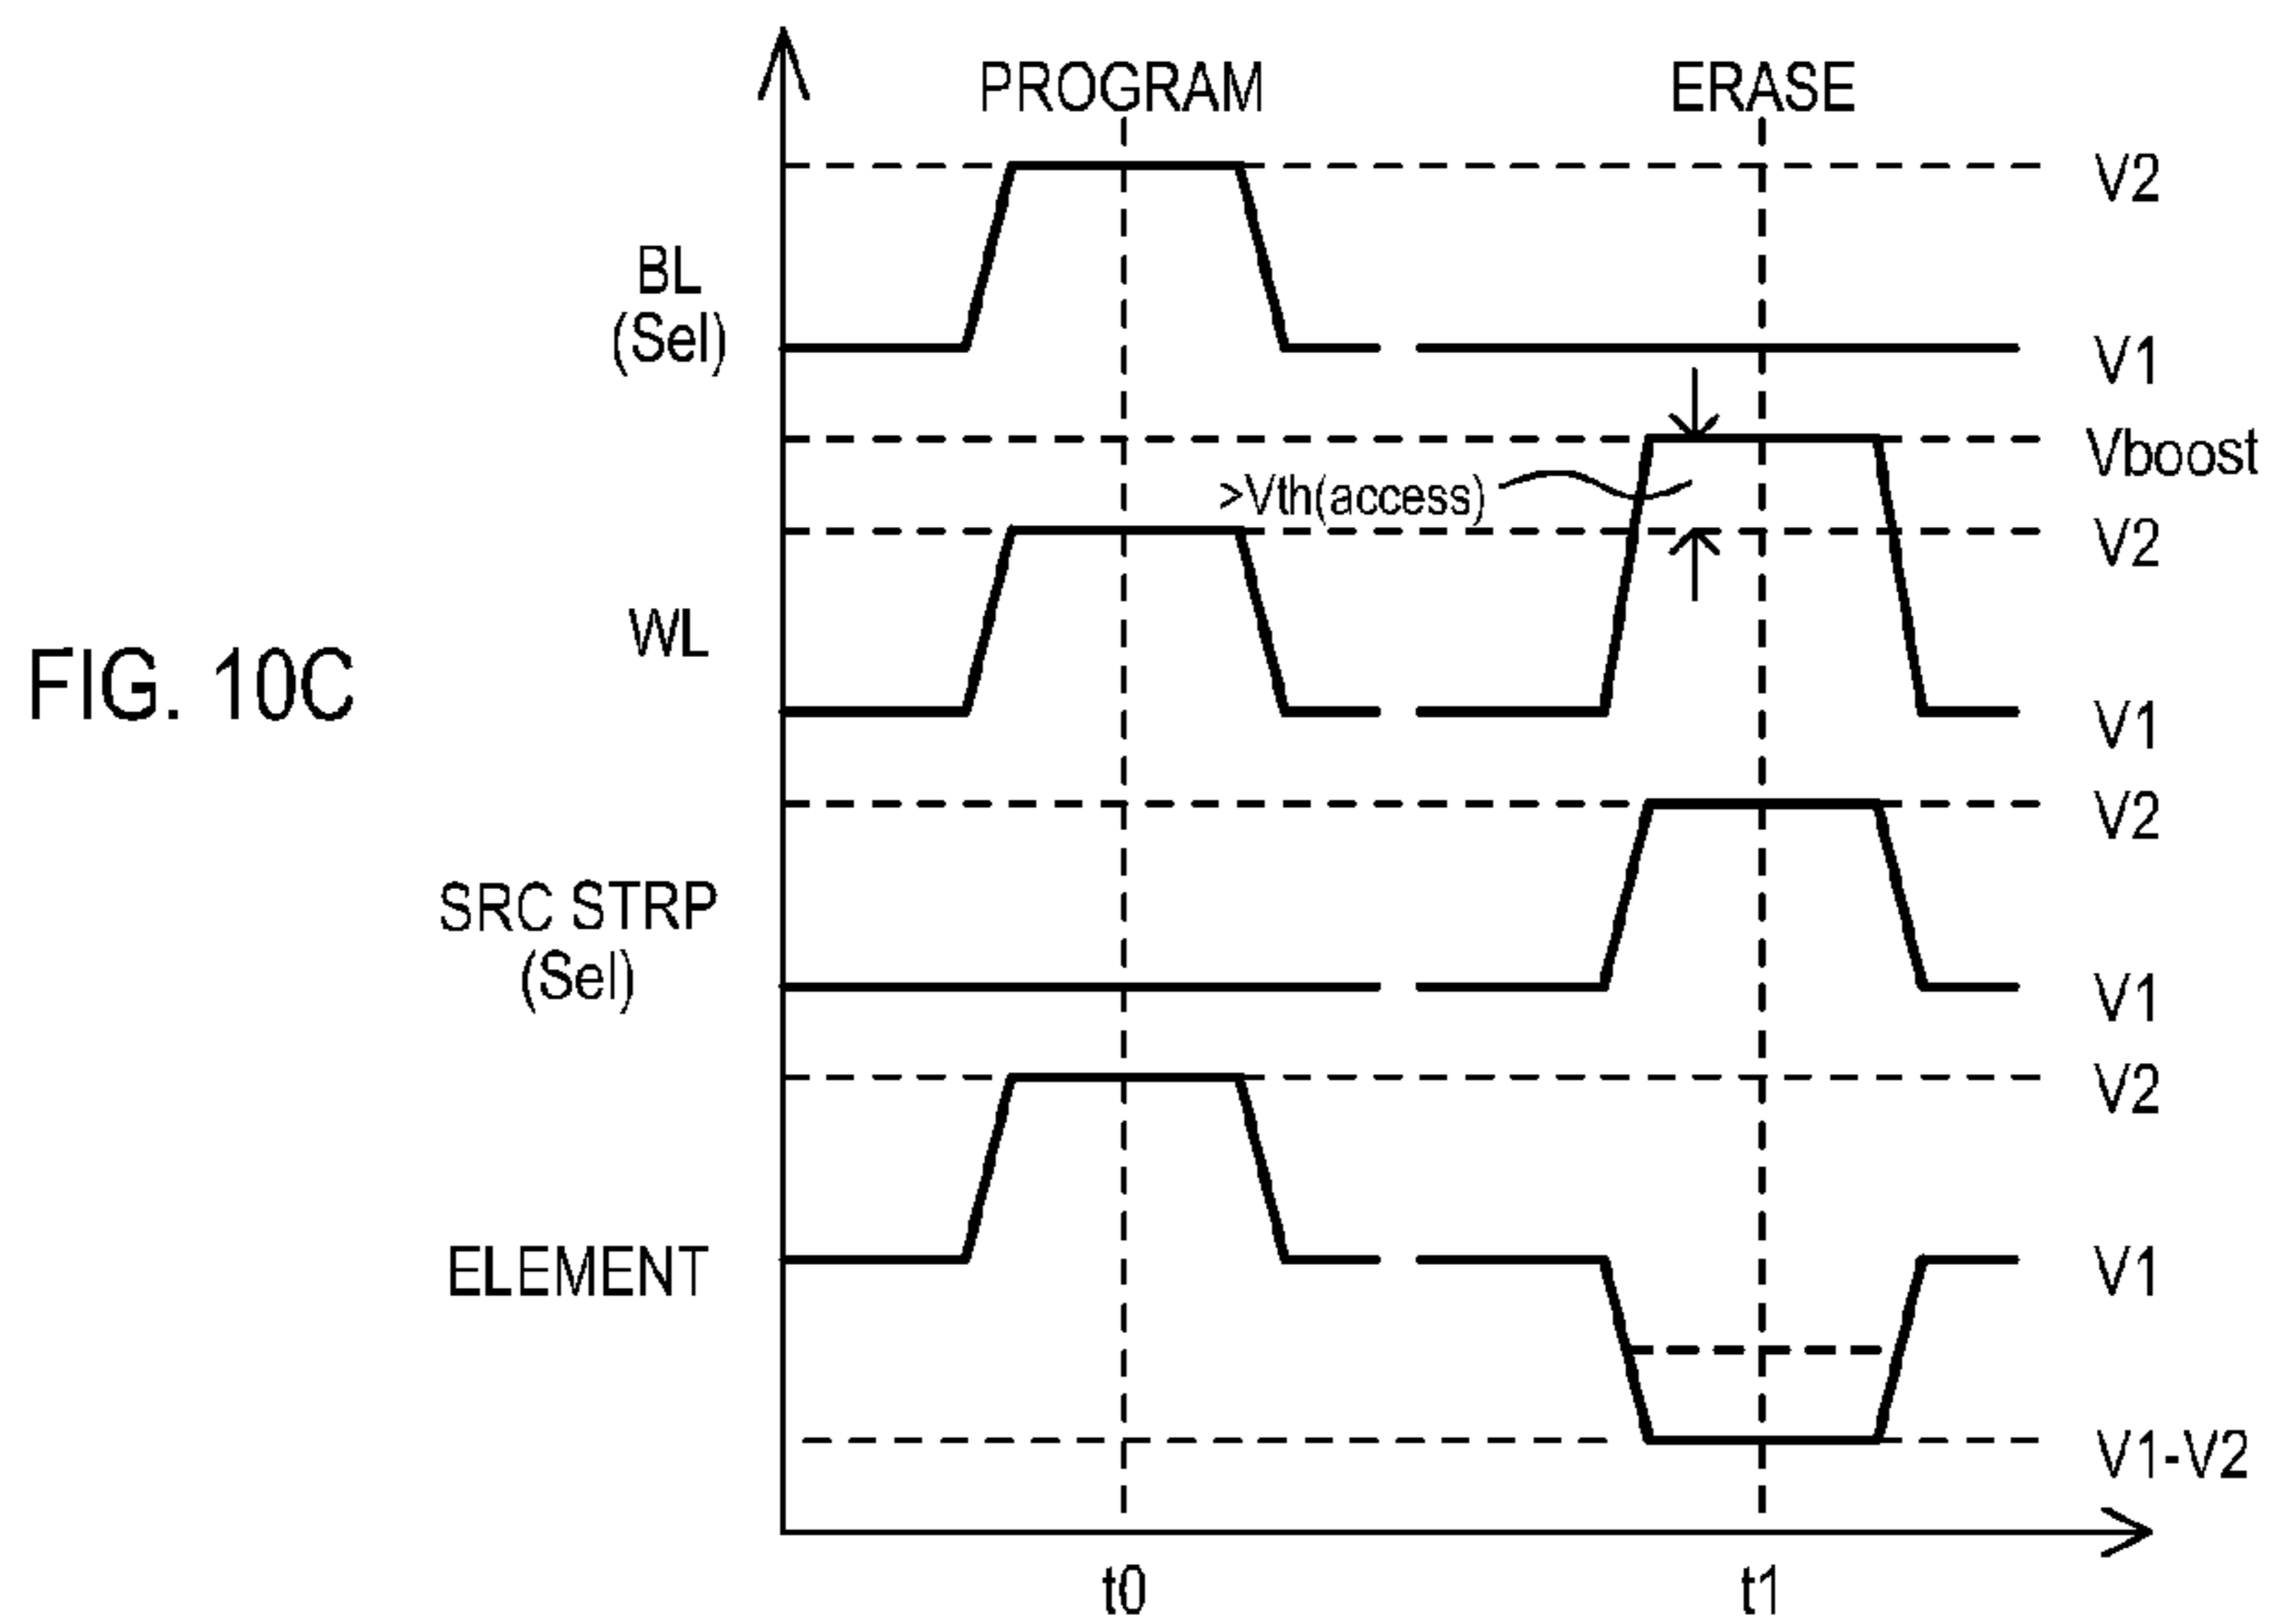 PROGRAM ERASE
V2
BL
(Sel)
V1
Vboost
>Vth(access)
V2
WL
FIG. 10C
V1
V2
SRC STRP
(Sel)
V1
V2
ELEMENT
V1
V1-V2
t0 t1